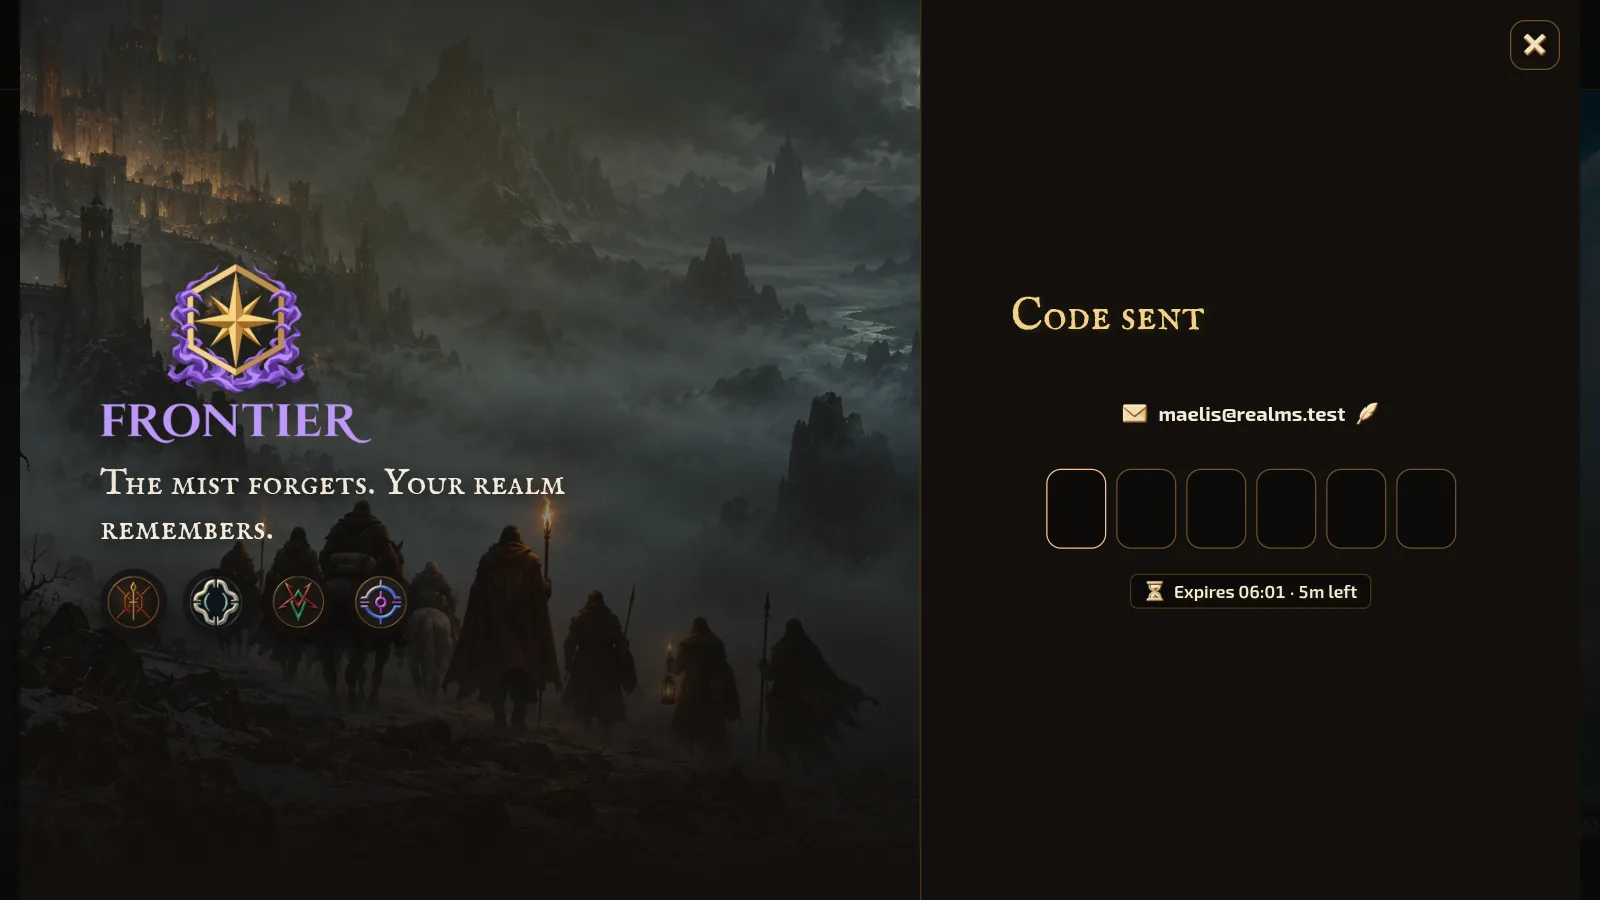 FRONTIER
The mist forgets. Your realm
remembers.
Code sent
maelis@realms.test
Expires 06:01 · 5m left